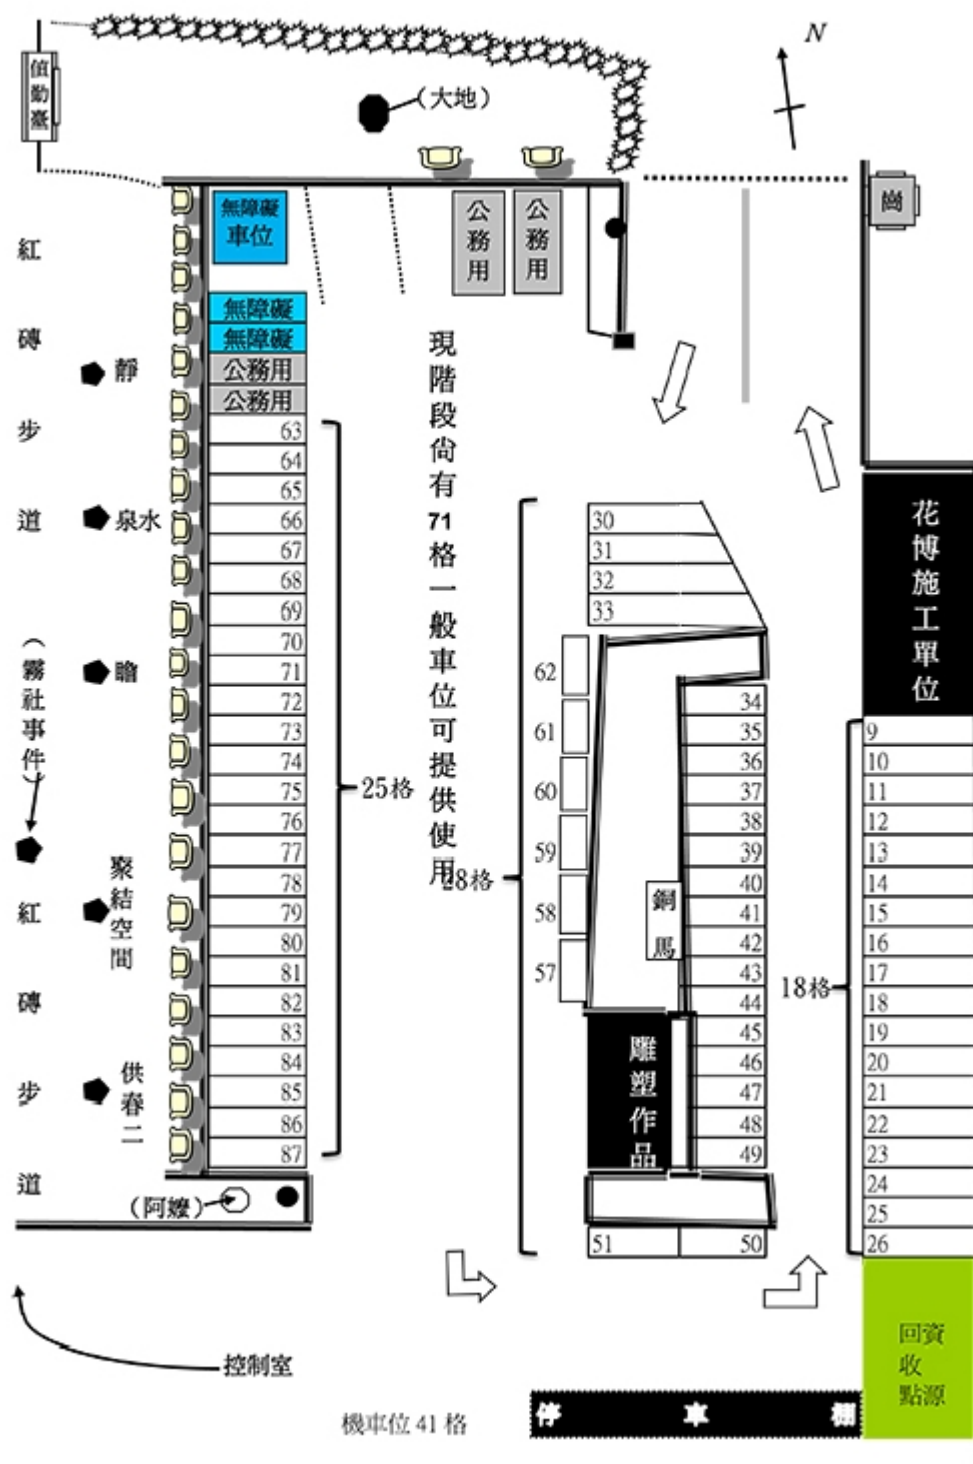 N
值勤臺
(大地)
崗
無障礙
車位
公務用
公務用
無障礙
無障礙
公務用
公務用
紅磚步道
靜
泉水
瞻
(霧社事件)
聚結空間
紅磚步道
供春二
63
64
65
66
67
68
69
70
71
72
73
74
75
76
77
78
79
80
81
82
83
84
85
86
87
25格
現階段尚有71格一般車位可提供使用
28格
30
31
32
33
62
61
60
59
58
57
34
35
36
37
38
39
40
41
42
43
44
45
46
47
48
49
銅馬
雕塑作品
51
50
花博施工單位
9
10
11
12
13
14
15
16
17
18
19
20
21
22
23
24
25
26
18格
(阿嬤)
控制室
回資
收
點源
機車位 41 格
停車棚